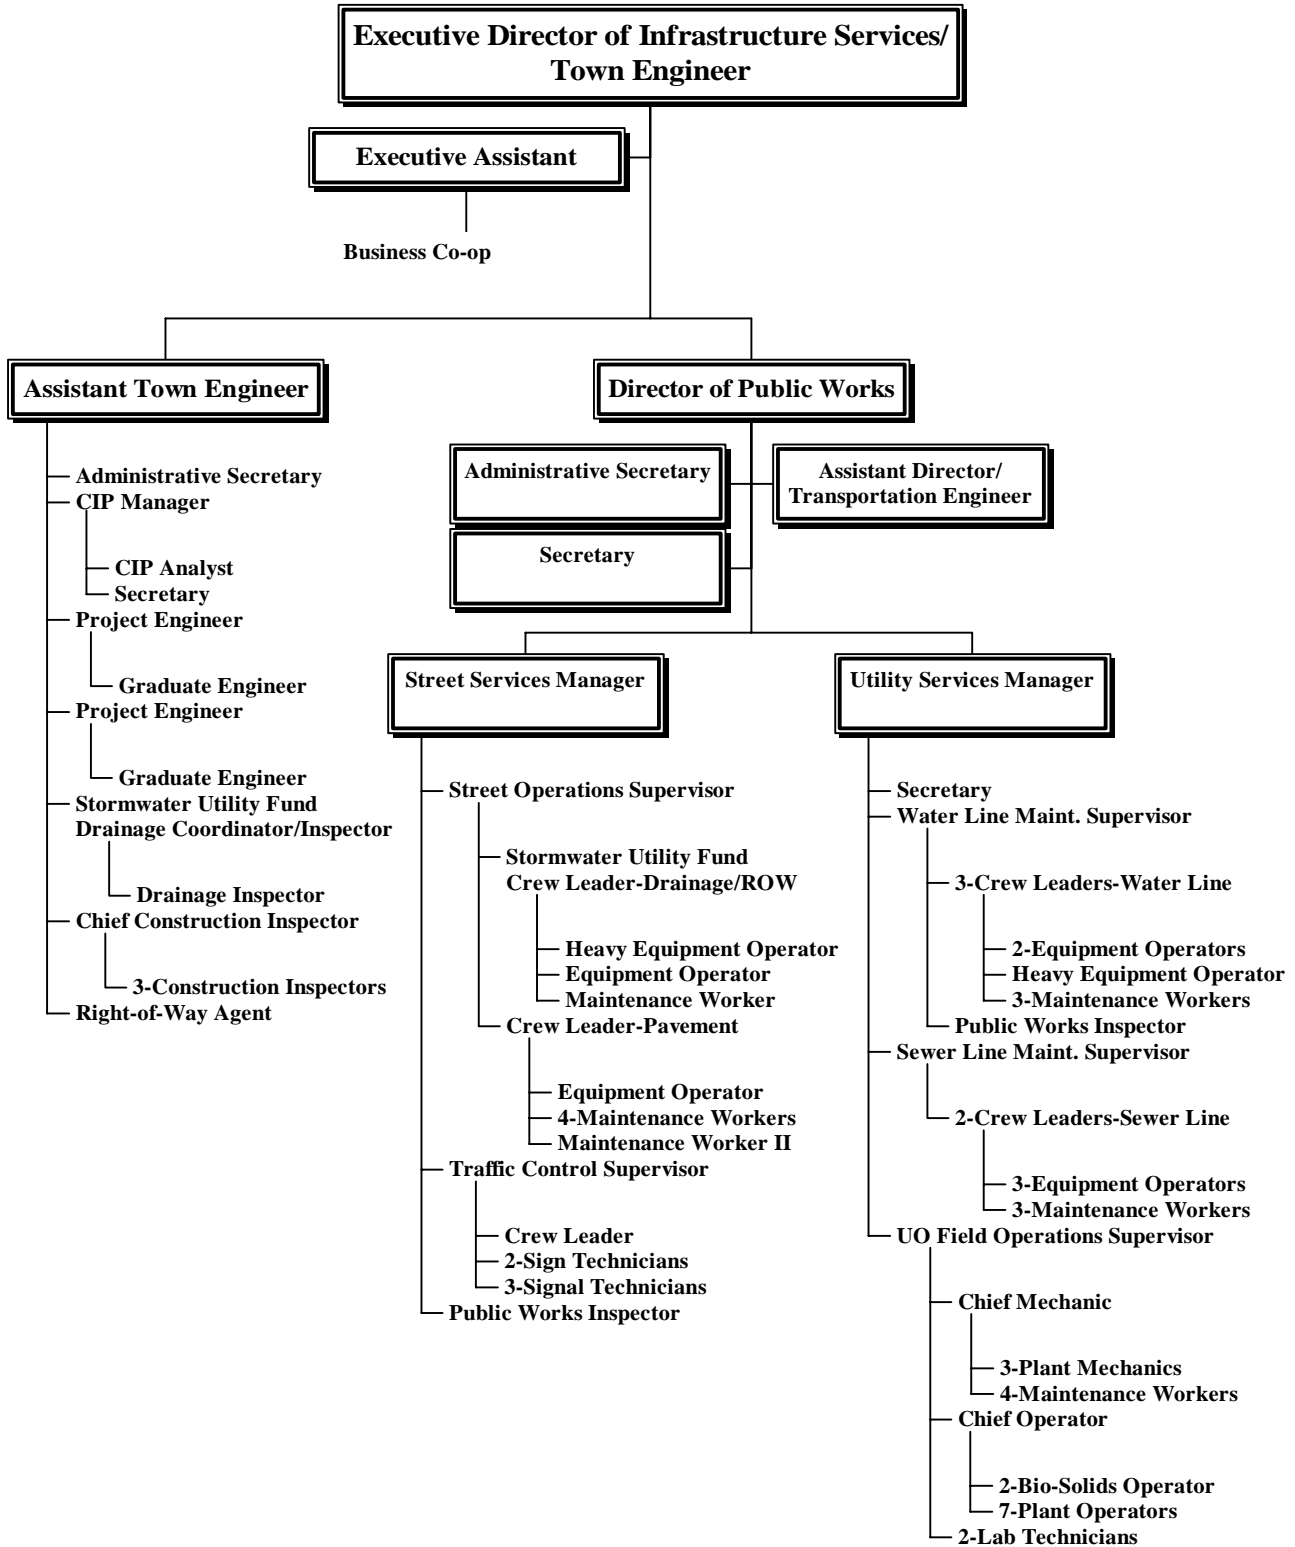 Executive Director of Infrastructure Services/
Town Engineer
Executive Assistant
Business Co-op
Assistant Town Engineer
Administrative Secretary
CIP Manager
CIP Analyst
Secretary
Project Engineer
Graduate Engineer
Project Engineer
Graduate Engineer
Stormwater Utility Fund
Drainage Coordinator/Inspector
Drainage Inspector
Chief Construction Inspector
3-Construction Inspectors
Right-of-Way Agent
Director of Public Works
Administrative Secretary
Assistant Director/
Transportation Engineer
Secretary
Street Services Manager
Street Operations Supervisor
Stormwater Utility Fund
Crew Leader-Drainage/ROW
Heavy Equipment Operator
Equipment Operator
Maintenance Worker
Crew Leader-Pavement
Equipment Operator
4-Maintenance Workers
Maintenance Worker II
Traffic Control Supervisor
Crew Leader
2-Sign Technicians
3-Signal Technicians
Public Works Inspector
Utility Services Manager
Secretary
Water Line Maint. Supervisor
3-Crew Leaders-Water Line
2-Equipment Operators
Heavy Equipment Operator
3-Maintenance Workers
Public Works Inspector
Sewer Line Maint. Supervisor
2-Crew Leaders-Sewer Line
3-Equipment Operators
3-Maintenance Workers
UO Field Operations Supervisor
Chief Mechanic
3-Plant Mechanics
4-Maintenance Workers
Chief Operator
2-Bio-Solids Operator
7-Plant Operators
2-Lab Technicians